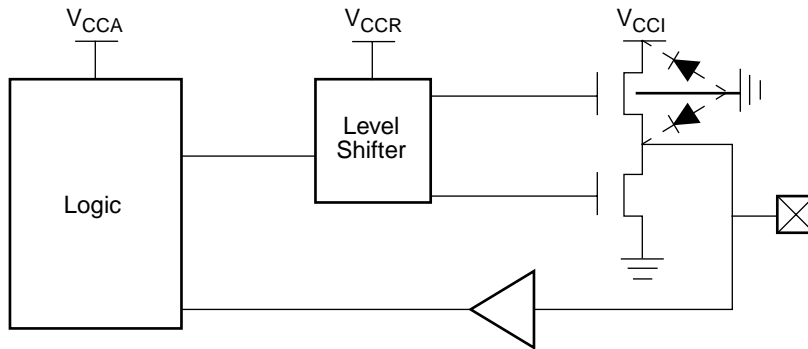 VCCA
VCCR
VCCI
Level
Shifter
Logic